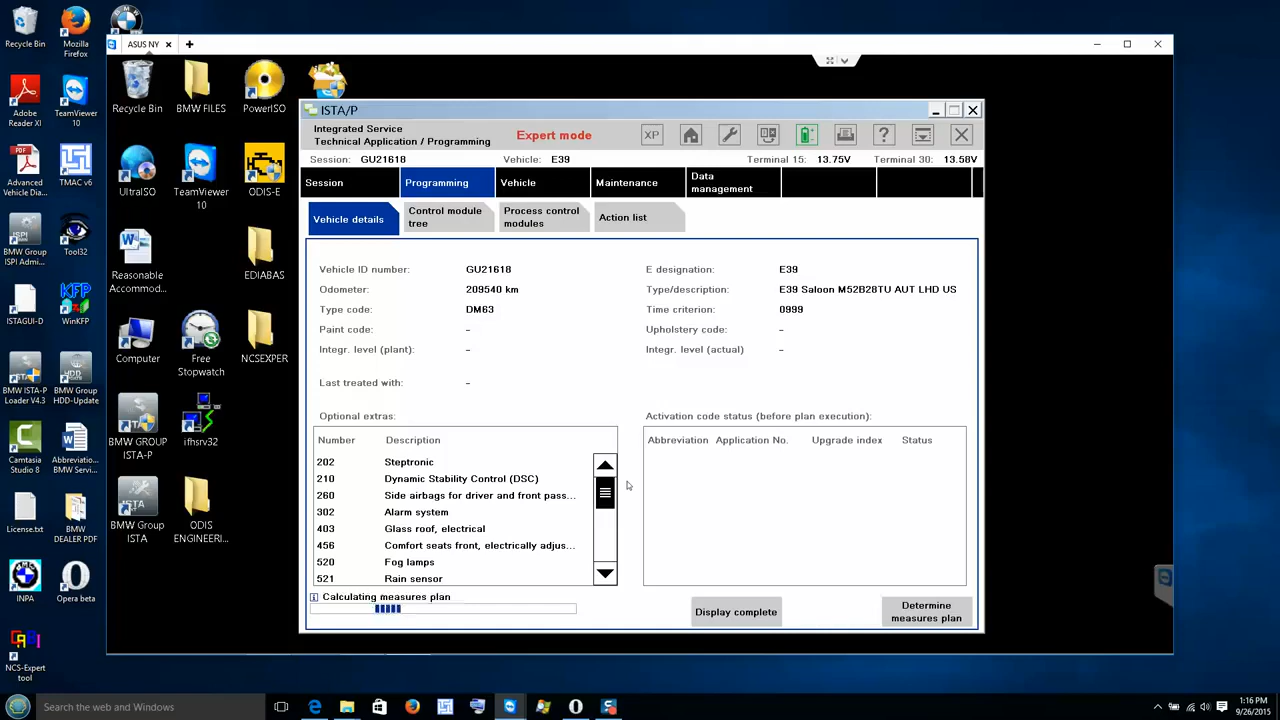 Recycle Bin
Mozilla
Firefox
ASUS NY
Adobe
Reader XI
TeamViewer
10
Advanced
Vehicle Dia...
TMAC v6
BMW Group
ISPI Admi...
Tool32
ISTAGUI-D
WinKFP
BMW ISTA-P
Loader V4.3
BMW Group
HDD-Update
Camtasia
Studio 8
Abbreviatio...
BMW Servi...
License.txt
BMW
DEALER PDF
INPA
Opera beta
NCS-Expert
tool
Recycle Bin
BMW FILES
PowerISO
UltraISO
TeamViewer
10
ODIS-E
Reasonable
Accommod...
EDIABAS
Computer
Free
Stopwatch
NCSEXPER
BMW GROUP
ISTA-P
ifhsrv32
BMW Group
ISTA
ODIS
ENGINEERI...
ISTA/P
Integrated Service
Technical Application / Programming
Expert mode
XP
Session: GU21618 Vehicle: E39 Terminal 15: 13.75V Terminal 30: 13.58V
Session
Programming
Vehicle
Maintenance
Data
management
Vehicle details
Control module
tree
Process control
modules
Action list
Vehicle ID number: GU21618 E designation: E39
Odometer: 209540 km Type/description: E39 Saloon M52B28TU AUT LHD US
Type code: DM63 Time criterion: 0999
Paint code: - Upholstery code: -
Integr. level (plant): - Integr. level (actual) -
Last treated with: -
Optional extras: Activation code status (before plan execution):
Number Description Abbreviation Application No. Upgrade index Status
202 Steptronic
210 Dynamic Stability Control (DSC)
260 Side airbags for driver and front pass...
302 Alarm system
403 Glass roof, electrical
456 Comfort seats front, electrically adjus...
520 Fog lamps
521 Rain sensor
Calculating measures plan
Display complete
Determine
measures plan
Search the web and Windows
1:16 PM
9/26/2015